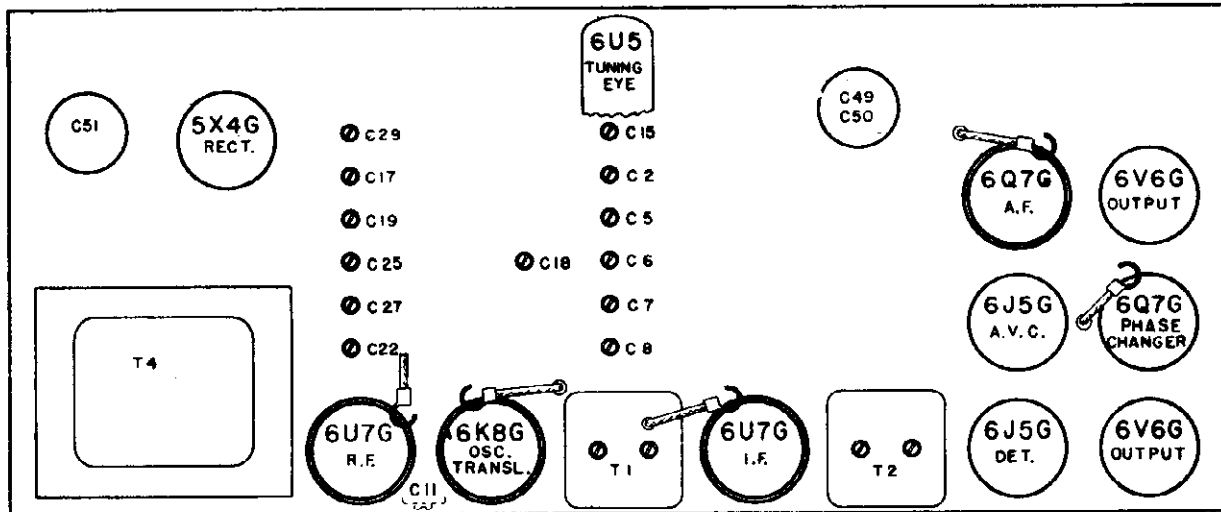 6U5
TUNING
EYE
C51
5X4G
RECT.
C49
C50
C29
C17
C19
C25
C27
C22
C18
C15
C2
C5
C6
C7
C8
6Q7G
A.F.
6V6G
OUTPUT
6J5G
A.V.C.
6Q7G
PHASE
CHANGER
T4
6U7G
R.F.
6K8G
OSC.
TRANSL.
C11
T1
6U7G
I.F.
T2
6J5G
DET.
6V6G
OUTPUT